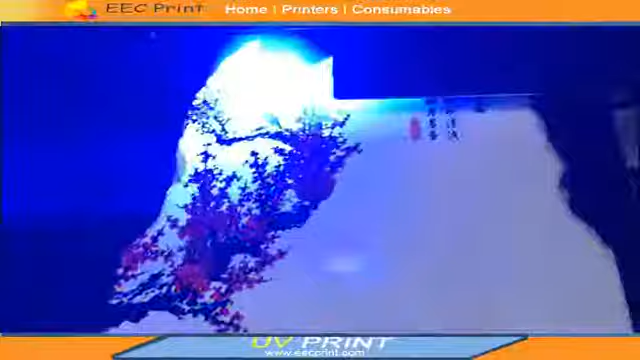 EEC Print
Home | Printers | Consumables
UV PRINT
www.eecprint.com